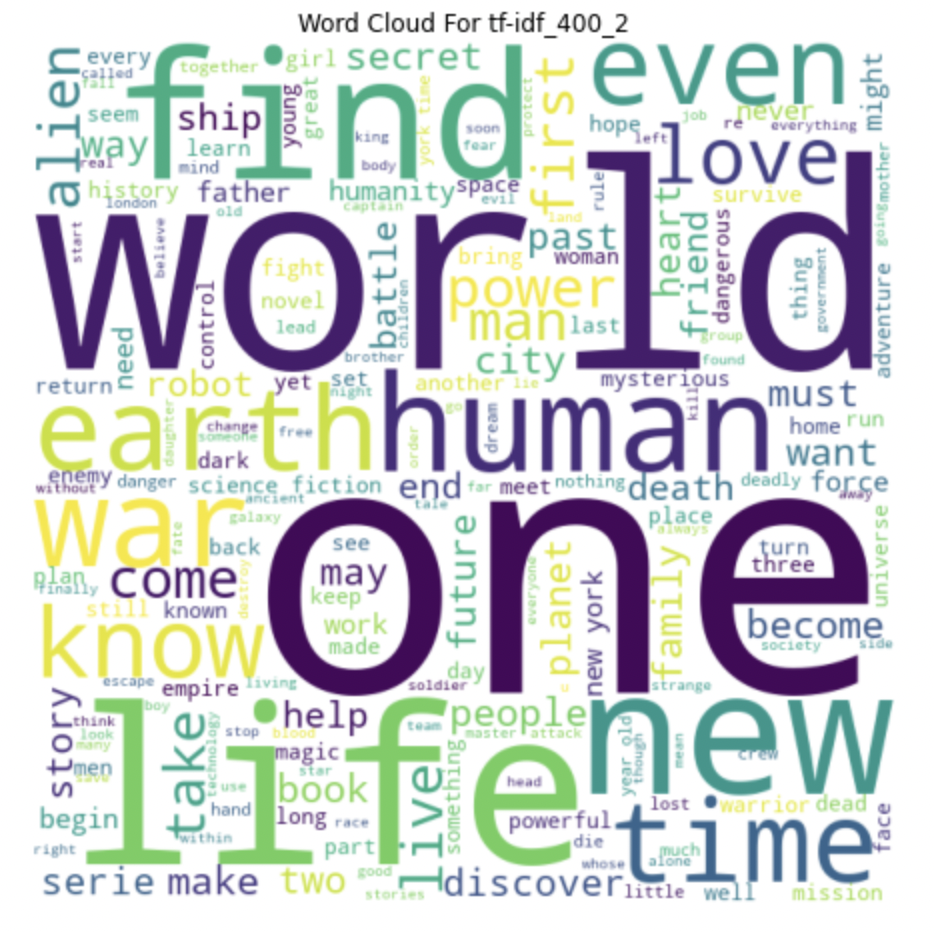 Word Cloud For tf-idf_400_2
every
called
fall
alien
find
together
girl
secret
even
might
seem
way
ship
young
great
york time
king
soon
fear
protect
first
hope
job
never
left
re
everything
real
learn
mind
body
love
history
father
humanity
space
evil
rule
survive
mother
going
london
old
captain
land
heart
friend
dangerous
world
start
believe
control
fight
novel
lead
battle
children
bring
past
woman
power
man
last
city
thing
government
adventure
group
found
need
brother
return
robot
yet
set
night
another
lie
mysterious
kill
must
home
run
earth
daughter
change
someone
free
dark
human
order
go
dream
want
enemy
without
danger
science fiction
ancient
end
far
tale
meet
nothing
death
deadly
force
away
war
galaxy
fate
back
one
see
may
keep
work
made
future
everyone
planet
new york
place
always
family
turn
three
universe
become
society
side
plan
finally
come
still
known
destroy
know
day
soldier
strange
escape
empire
living
boy
story
think
look
many
save
men
life
take
technology
stop
blood
help
magic
star
use
book
hand
long
race
within
team
live
people
master
attack
something
head
new
year old
though
mean
crew
begin
right
part
good
stories
powerful
die
whose
lost
warrior
dead
face
time
much
alone
serie
make
two
discover
little
well
mission